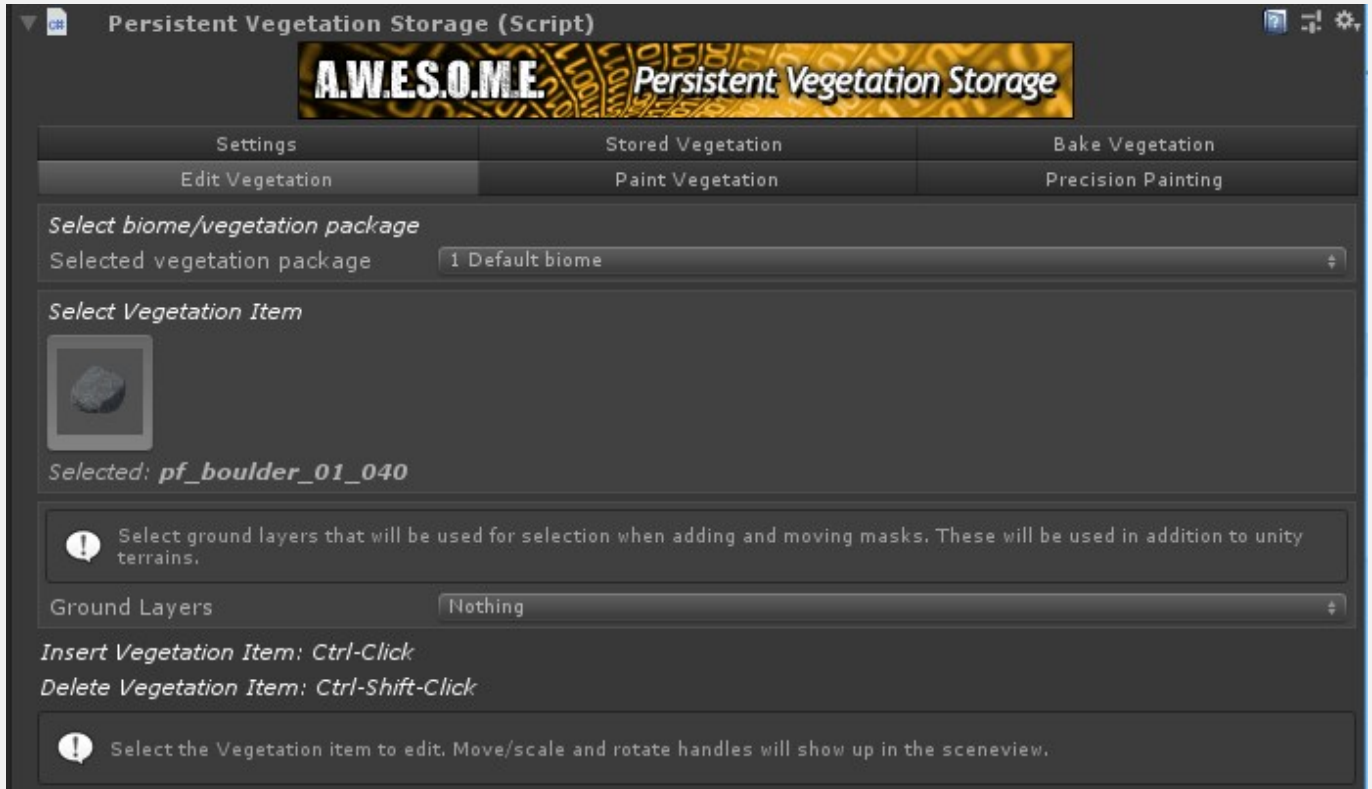 Persistent Vegetation Storage (Script)
A.W.E.S.O.M.E. Persistent Vegetation Storage
Settings Stored Vegetation Bake Vegetation
Edit Vegetation Paint Vegetation Precision Painting
Select biome/vegetation package
Selected vegetation package 1 Default biome
Select Vegetation Item
Selected: pf_boulder_01_040
Select ground layers that will be used for selection when adding and moving masks. These will be used in addition to unity
terrains.
Ground Layers Nothing
Insert Vegetation Item: Ctrl-Click
Delete Vegetation Item: Ctrl-Shift-Click
Select the Vegetation item to edit. Move/scale and rotate handles will show up in the sceneview.